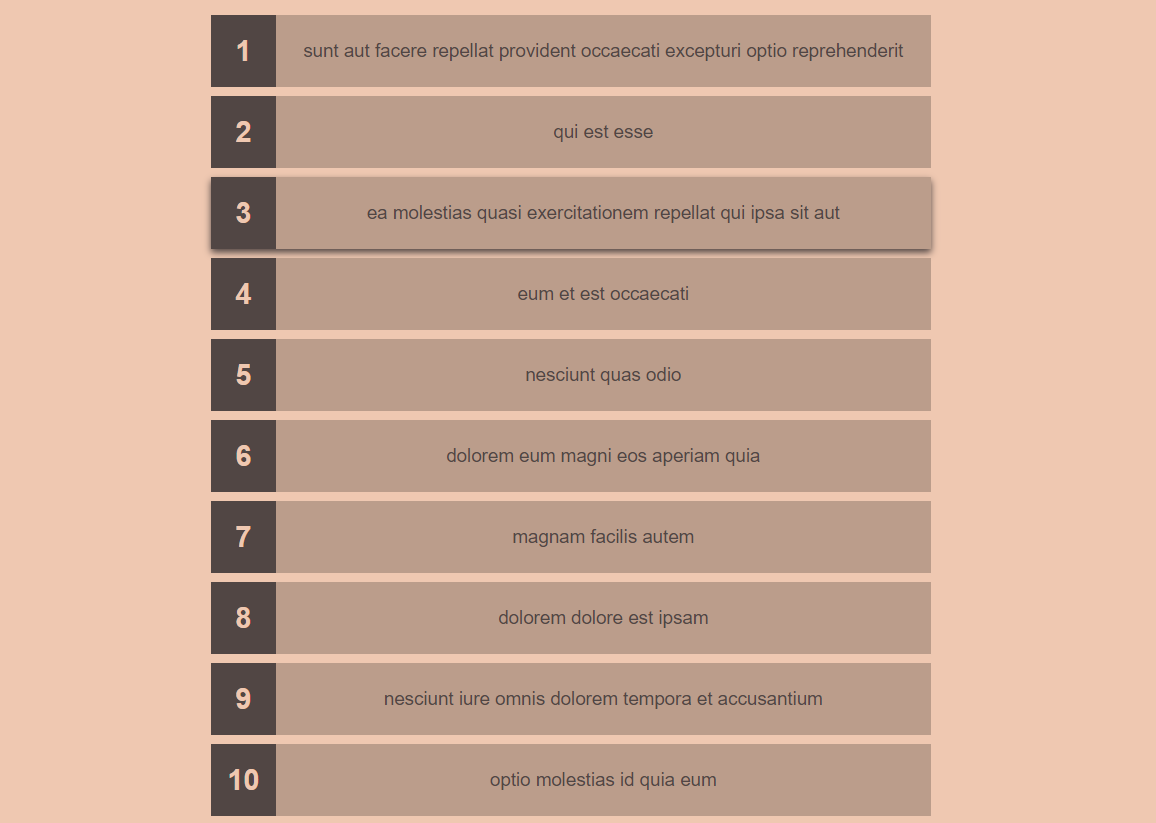 1 sunt aut facere repellat provident occaecati excepturi optio reprehenderit
2 qui est esse
3 ea molestias quasi exercitationem repellat qui ipsa sit aut
4 eum et est occaecati
5 nesciunt quas odio
6 dolorem eum magni eos aperiam quia
7 magnam facilis autem
8 dolorem dolore est ipsam
9 nesciunt iure omnis dolorem tempora et accusantium
10 optio molestias id quia eum